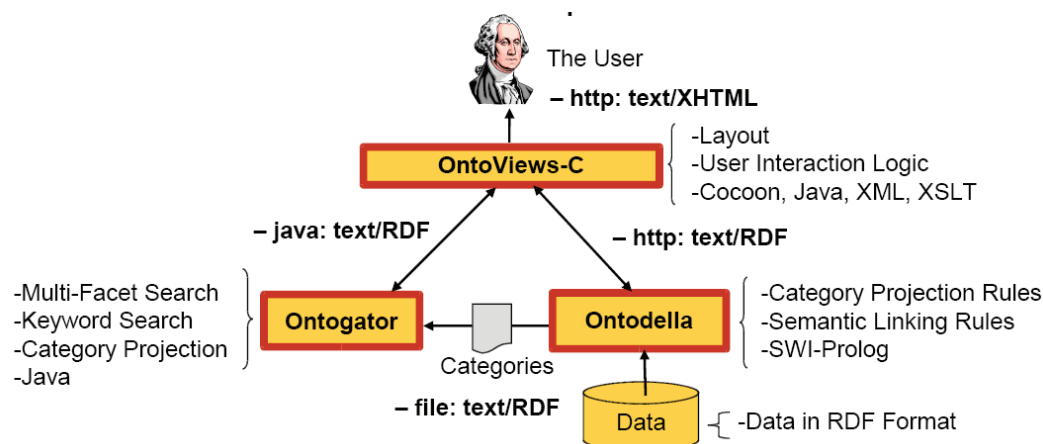 The User
– http: text/XHTML
OntoViews-C
-Layout
-User Interaction Logic
-Cocoon, Java, XML, XSLT
– java: text/RDF
– http: text/RDF
-Multi-Facet Search
-Keyword Search
-Category Projection
-Java
Ontogator
Categories
Ontodella
-Category Projection Rules
-Semantic Linking Rules
-SWI-Prolog
– file: text/RDF
Data
-Data in RDF Format